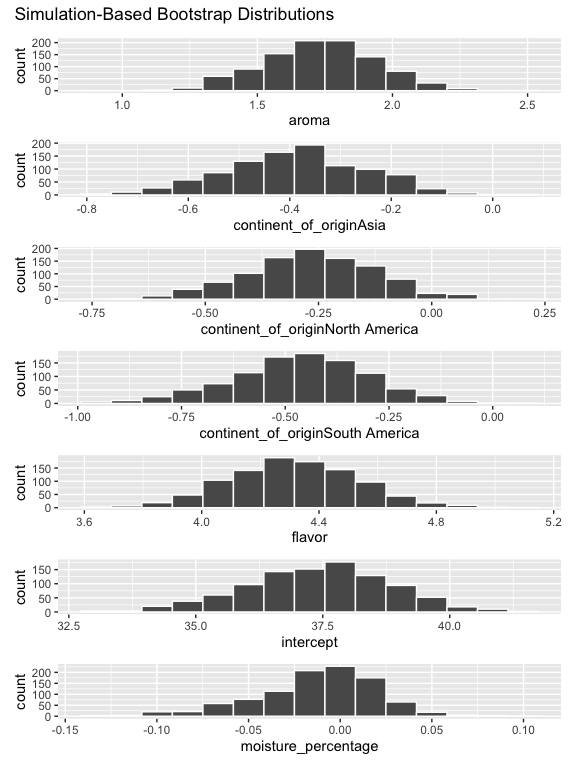 Simulation-Based Bootstrap Distributions
count
200
150
100
50
0
1.0 1.5 2.0 2.5
aroma
count
200
150
100
50
0
-0.8 -0.6 -0.4 -0.2 0.0
continent_of_originAsia
count
200
150
100
50
0
-0.75 -0.50 -0.25 0.00 0.25
continent_of_originNorth America
count
150
100
50
0
-1.00 -0.75 -0.50 -0.25 0.00
continent_of_originSouth America
count
150
100
50
0
3.6 4.0 4.4 4.8 5.2
flavor
count
150
100
50
0
32.5 35.0 37.5 40.0
intercept
count
200
150
100
50
0
-0.15 -0.10 -0.05 0.00 0.05 0.10
moisture_percentage